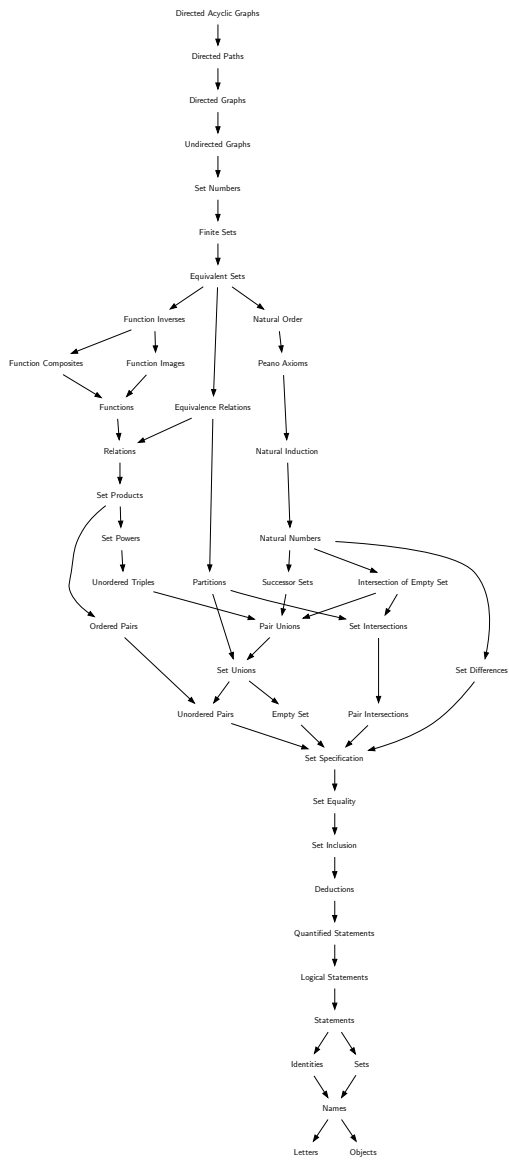 Directed Acyclic Graphs
Directed Paths
Directed Graphs
Undirected Graphs
Set Numbers
Finite Sets
Equivalent Sets
Function Inverses
Natural Order
Function Composites
Function Images
Peano Axioms
Functions
Equivalence Relations
Relations
Natural Induction
Set Products
Set Powers
Natural Numbers
Unordered Triples
Partitions
Successor Sets
Intersection of Empty Set
Ordered Pairs
Pair Unions
Set Intersections
Set Unions
Set Differences
Unordered Pairs
Empty Set
Pair Intersections
Set Specification
Set Equality
Set Inclusion
Deductions
Quantified Statements
Logical Statements
Statements
Identities
Sets
Names
Letters
Objects